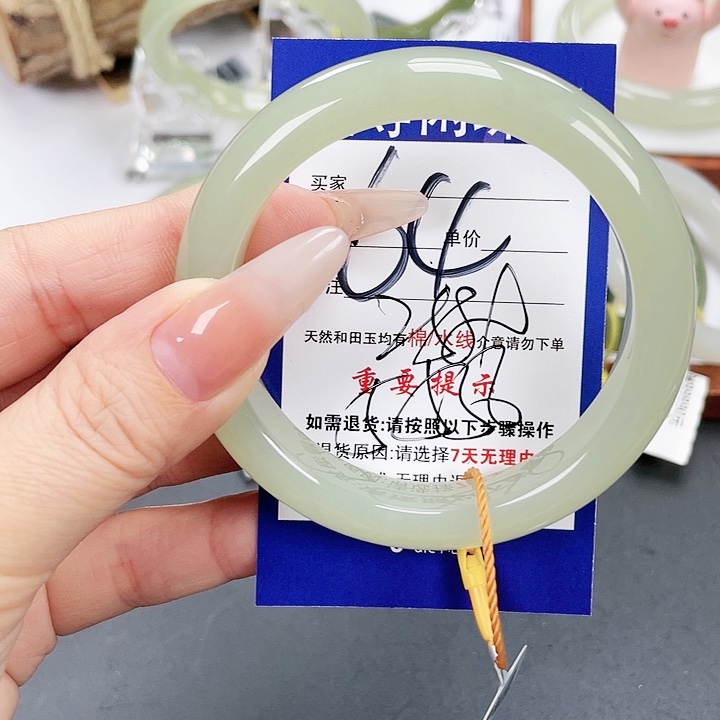 买家
64
单价
注
天然和田玉均有棉/水线介意请勿下单
重要提示
如需退货:请按照以下步骤操作
退货原因:请选择7天无理由